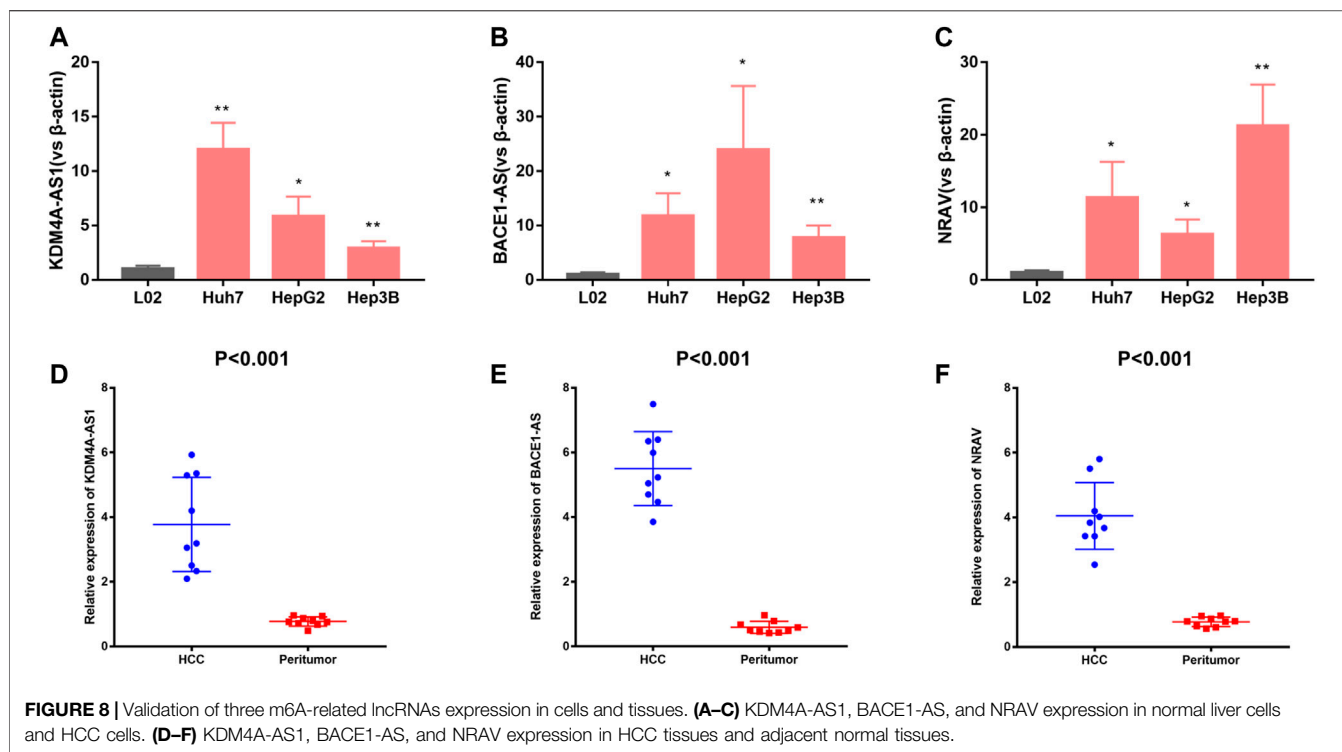 A
B
C
KDM4A-AS1(vs β-actin)
20
15
10
5
0
**
*
**
L02 Huh7 HepG2 Hep3B
BACE1-AS(vs β-actin)
40
30
20
10
0
*
*
**
L02 Huh7 HepG2 Hep3B
NRAV(vs β-actin)
30
20
10
0
*
*
**
L02 Huh7 HepG2 Hep3B
D
P<0.001
Relative expression of KDM4A-AS1
8
6
4
2
0
HCC Peritumor
E
P<0.001
Relative expression of BACE1-AS
8
6
4
2
0
HCC Peritumor
F
P<0.001
Relative expression of NRAV
8
6
4
2
0
HCC Peritumor
FIGURE 8 | Validation of three m6A-related lncRNAs expression in cells and tissues. (A–C) KDM4A-AS1, BACE1-AS, and NRAV expression in normal liver cells
and HCC cells. (D–F) KDM4A-AS1, BACE1-AS, and NRAV expression in HCC tissues and adjacent normal tissues.